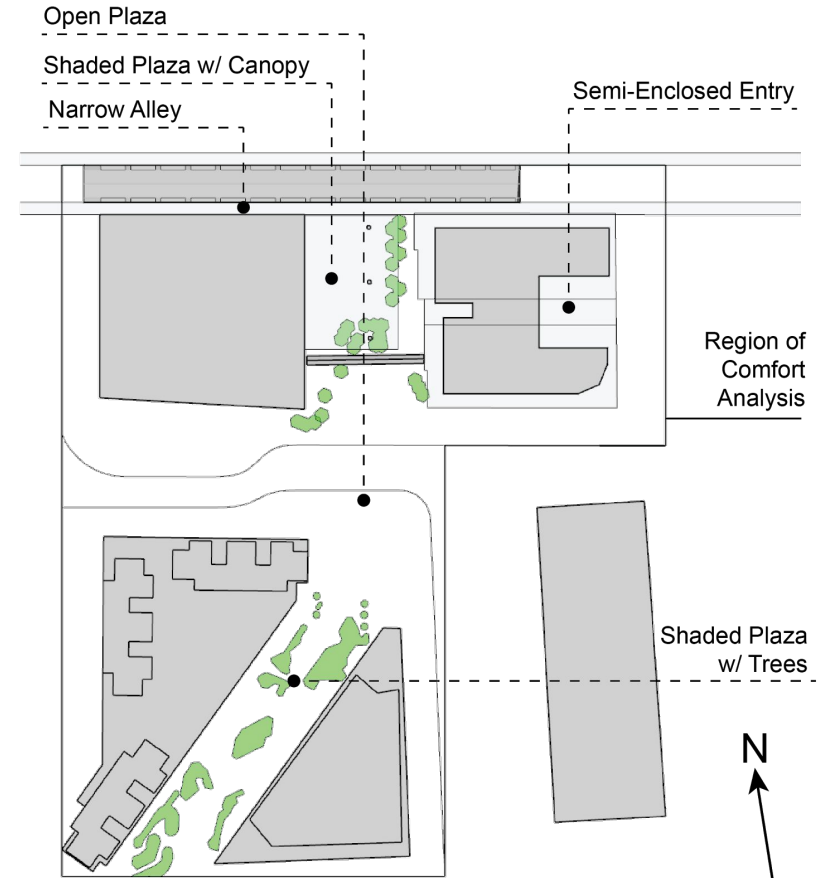 Open Plaza
Shaded Plaza w/ Canopy
Narrow Alley
Semi-Enclosed Entry
Region of
Comfort
Analysis
Shaded Plaza
w/ Trees
N